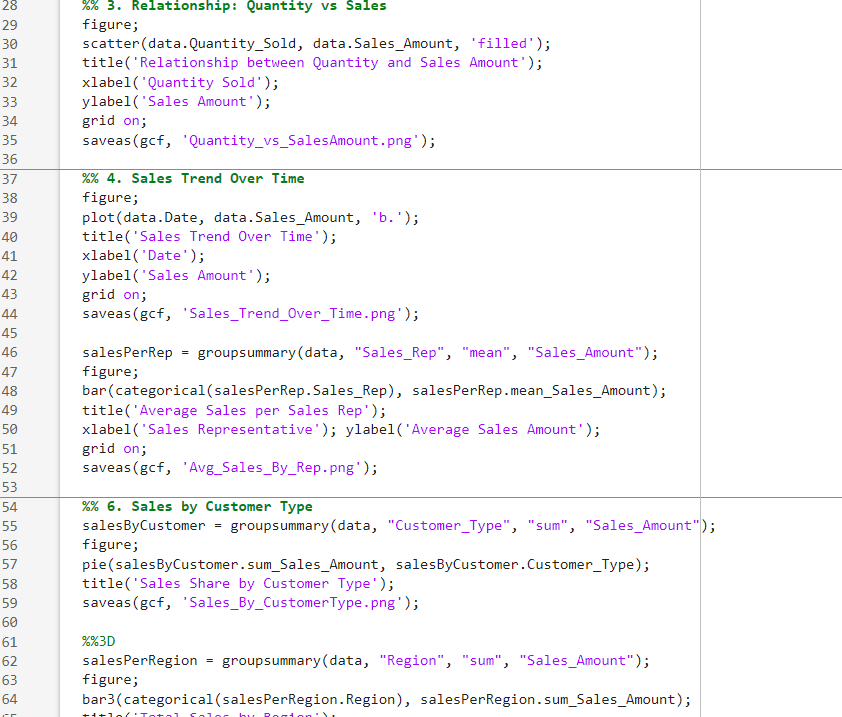 28 %% 3. Relationship: Quantity vs Sales
29 figure;
30 scatter(data.Quantity_Sold, data.Sales_Amount, 'filled');
31 title('Relationship between Quantity and Sales Amount');
32 xlabel('Quantity Sold');
33 ylabel('Sales Amount');
34 grid on;
35 saveas(gcf, 'Quantity_vs_SalesAmount.png');
36
37 %% 4. Sales Trend Over Time
38 figure;
39 plot(data.Date, data.Sales_Amount, 'b.');
40 title('Sales Trend Over Time');
41 xlabel('Date');
42 ylabel('Sales Amount');
43 grid on;
44 saveas(gcf, 'Sales_Trend_Over_Time.png');
45
46 salesPerRep = groupsummary(data, "Sales_Rep", "mean", "Sales_Amount");
47 figure;
48 bar(categorical(salesPerRep.Sales_Rep), salesPerRep.mean_Sales_Amount);
49 title('Average Sales per Sales Rep');
50 xlabel('Sales Representative'); ylabel('Average Sales Amount');
51 grid on;
52 saveas(gcf, 'Avg_Sales_By_Rep.png');
53
54 %% 6. Sales by Customer Type
55 salesByCustomer = groupsummary(data, "Customer_Type", "sum", "Sales_Amount");
56 figure;
57 pie(salesByCustomer.sum_Sales_Amount, salesByCustomer.Customer_Type);
58 title('Sales Share by Customer Type');
59 saveas(gcf, 'Sales_By_CustomerType.png');
60
61 %%3D
62 salesPerRegion = groupsummary(data, "Region", "sum", "Sales_Amount");
63 figure;
64 bar3(categorical(salesPerRegion.Region), salesPerRegion.sum_Sales_Amount);
65 title('Total Sales by Region');